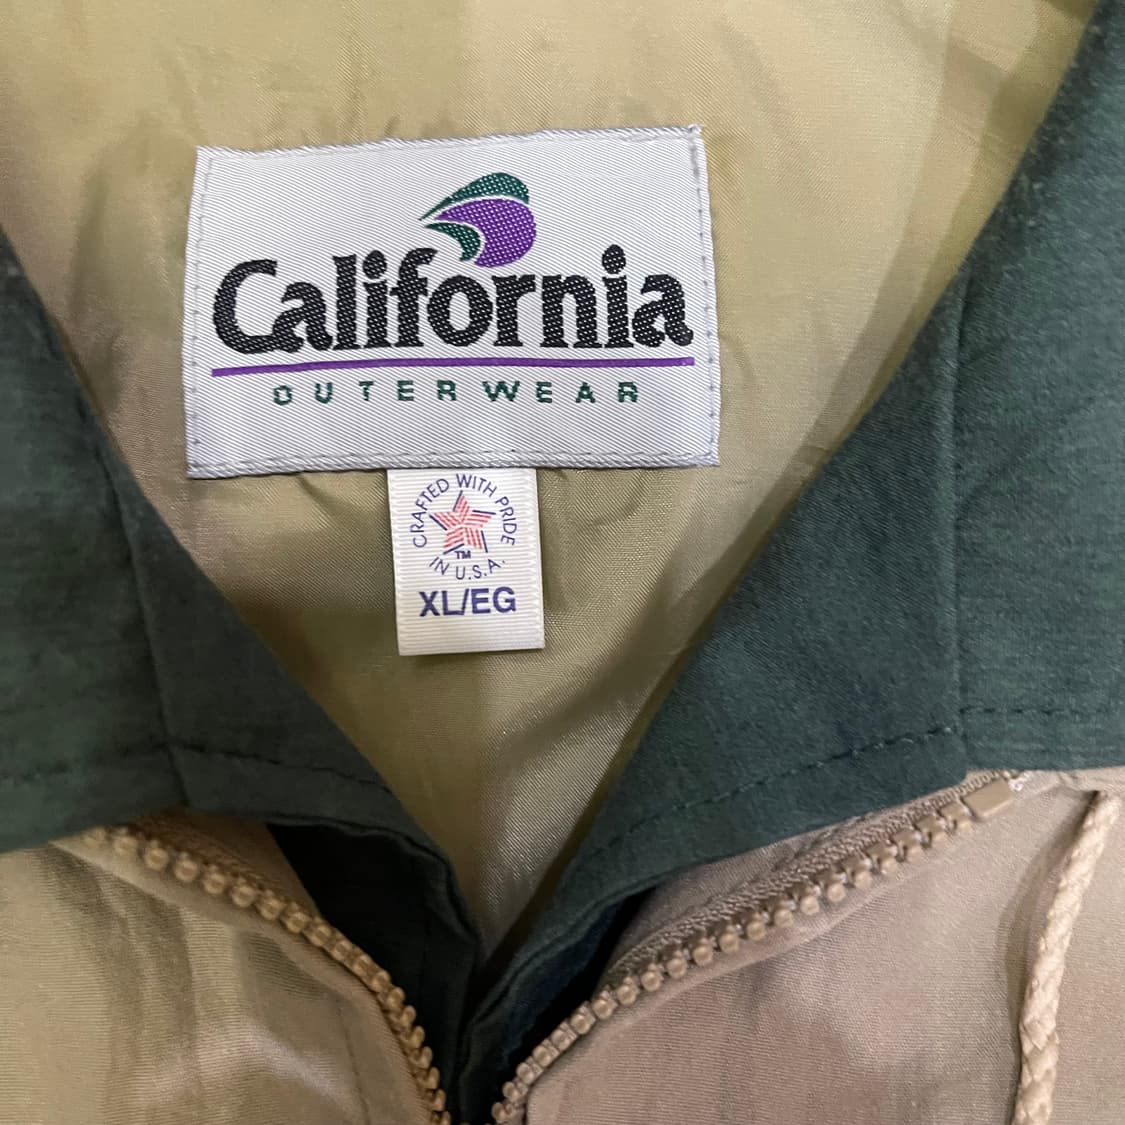 California
OUTERWEAR
CRAFTED WITH PRIDE
TM
IN U.S.A.
XL/EG